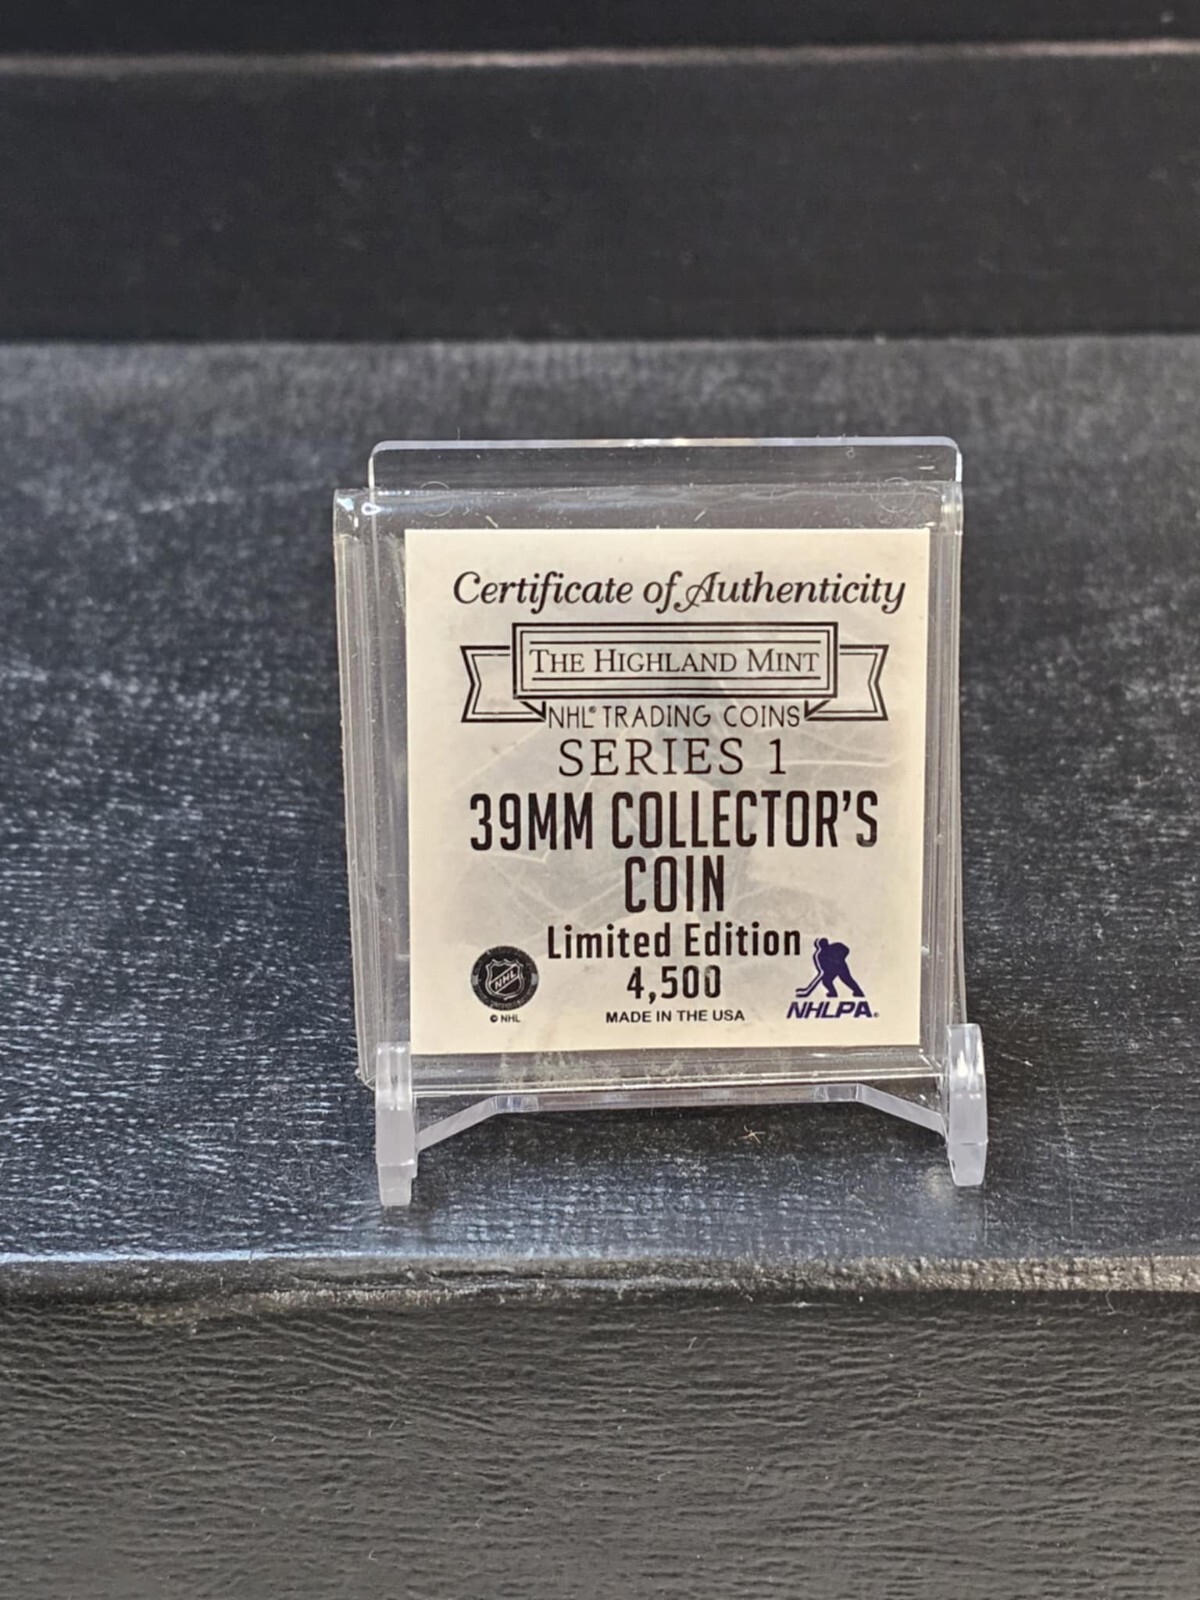 Certificate of Authenticity
THE HIGHLAND MINT
NHL® TRADING COINS
SERIES 1
39MM COLLECTOR'S
COIN
Limited Edition
4,500
MADE IN THE USA
NHL
© NHL
NHLPA.